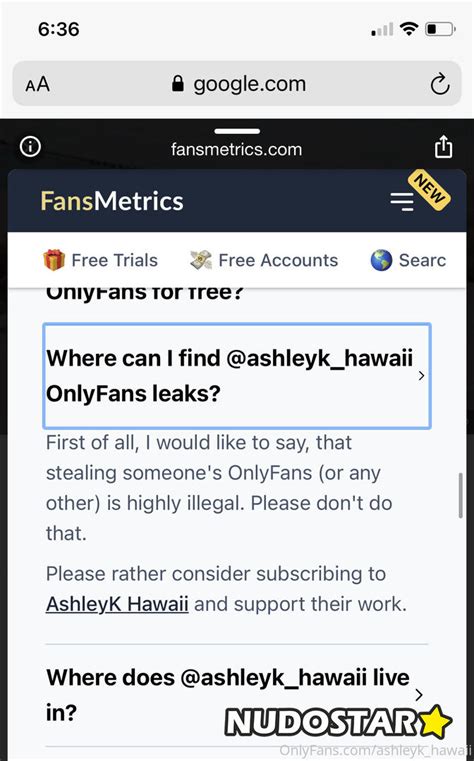 6:36
AA google.com
fansmetrics.com
FansMetrics
NEW
Free Trials Free Accounts Searc
OnlyFans for free?
Where can I find @ashleyk_hawaii
OnlyFans leaks?
First of all, I would like to say, that
stealing someone's OnlyFans (or any
other) is highly illegal. Please don't do
that.
Please rather consider subscribing to
AshleyK Hawaii and support their work.
Where does @ashleyk_hawaii live
in?
NUDOSTAR
OnlyFans.com/ashleyk_hawaii